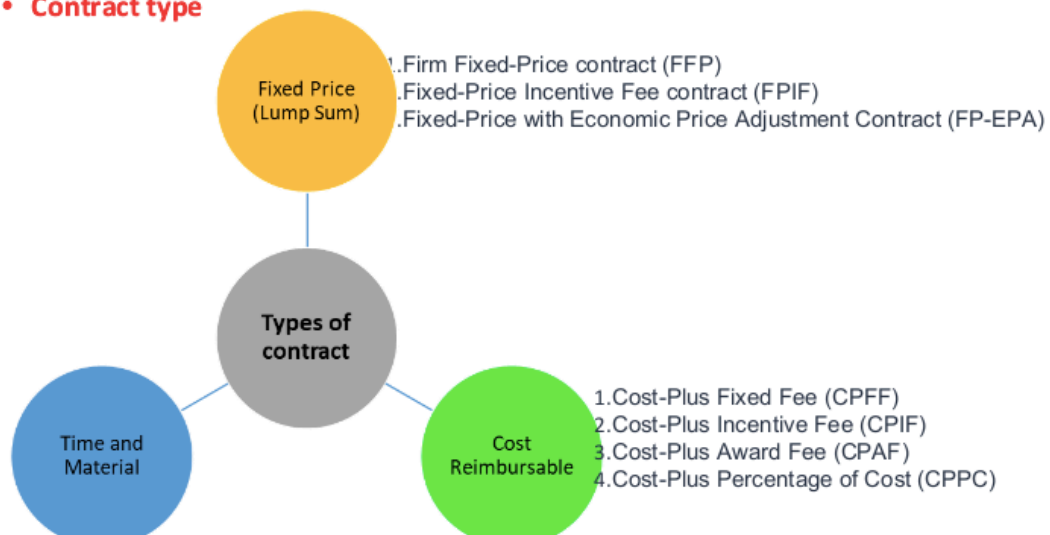 • Contract type
Fixed Price
(Lump Sum)
1.Firm Fixed-Price contract (FFP)
.Fixed-Price Incentive Fee contract (FPIF)
.Fixed-Price with Economic Price Adjustment Contract (FP-EPA)
Types of
contract
Time and
Material
Cost
Reimbursable
1.Cost-Plus Fixed Fee (CPFF)
2.Cost-Plus Incentive Fee (CPIF)
3.Cost-Plus Award Fee (CPAF)
4.Cost-Plus Percentage of Cost (CPPC)